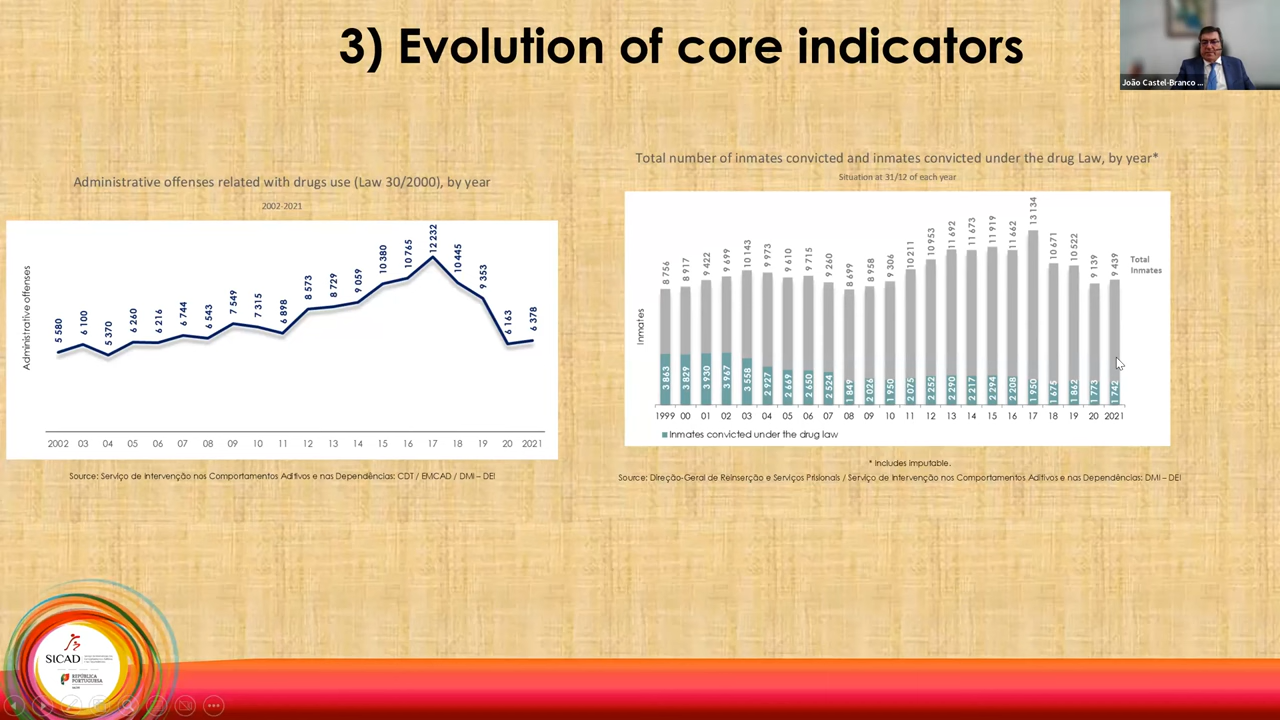 3) Evolution of core indicators
João Castel-Branco ...
Administrative offenses related with drugs use (Law 30/2000), by year
2002-2021
Administrative offenses
5 580 6 100 5 370 6 260 6 216 6 744 6 543 7 549 7 315 6 898 8 573 8 729 9 059 10 380 10 765 12 232 10 445 9 353 6 163 6 378
2002 03 04 05 06 07 08 09 10 11 12 13 14 15 16 17 18 19 20 2021
Source: Serviço de Intervenção nos Comportamentos Aditivos e nas Dependências: CDT / EMCAD / DMI – DEI
Total number of inmates convicted and inmates convicted under the drug Law, by year*
Situation at 31/12 of each year
Inmates
8 756 8 917 9 422 9 699 10 143 9 973 9 610 9 715 9 260 8 699 8 958 9 306 10 211 10 953 11 692 11 673 11 919 11 662 13 134 10 671 10 522 9 139 9 439
Total
Inmates
3 863 3 829 3 930 3 967 3 558 2 927 2 669 2 650 2 524 1 849 2 026 1 950 2 075 2 252 2 290 2 217 2 294 2 208 1 950 1 675 1 862 1 773 1 742
1999 00 01 02 03 04 05 06 07 08 09 10 11 12 13 14 15 16 17 18 19 20 2021
Inmates convicted under the drug law
* Includes imputable.
Source: Direção-Geral de Reinserção e Serviços Prisionais / Serviço de Intervenção nos Comportamentos Aditivos e nas Dependências: DMI – DEI
SICAD
REPÚBLICA
PORTUGUESA